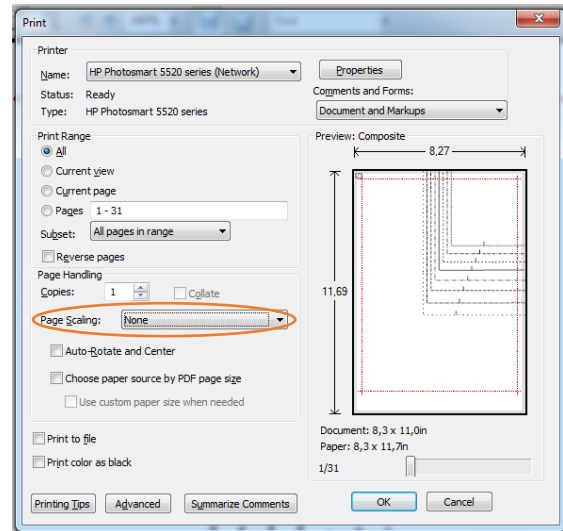 Print
Printer
Name: HP Photosmart 5520 series (Network) Properties
Status: Ready Comments and Forms:
Type: HP Photosmart 5520 series Document and Markups
Print Range Preview: Composite
All 8,27
Current view
Current page
Pages 1 - 31
Subset: All pages in range
Reverse pages
Page Handling
Copies: 1 Collate
11,69
Page Scaling: None
Auto-Rotate and Center
Choose paper source by PDF page size
Use custom paper size when needed
Document: 8,3 x 11,0in
Print to file Paper: 8,3 x 11,7in
Print color as black 1/31
Printing Tips Advanced Summarize Comments OK Cancel